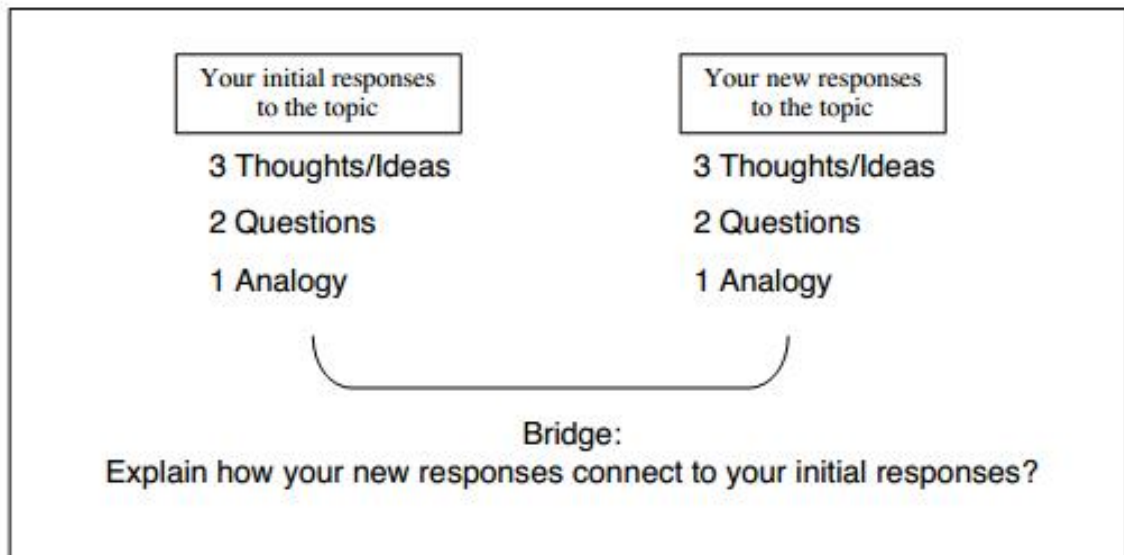 Your initial responses
to the topic
3 Thoughts/Ideas
2 Questions
1 Analogy
Your new responses
to the topic
3 Thoughts/Ideas
2 Questions
1 Analogy
Bridge:
Explain how your new responses connect to your initial responses?